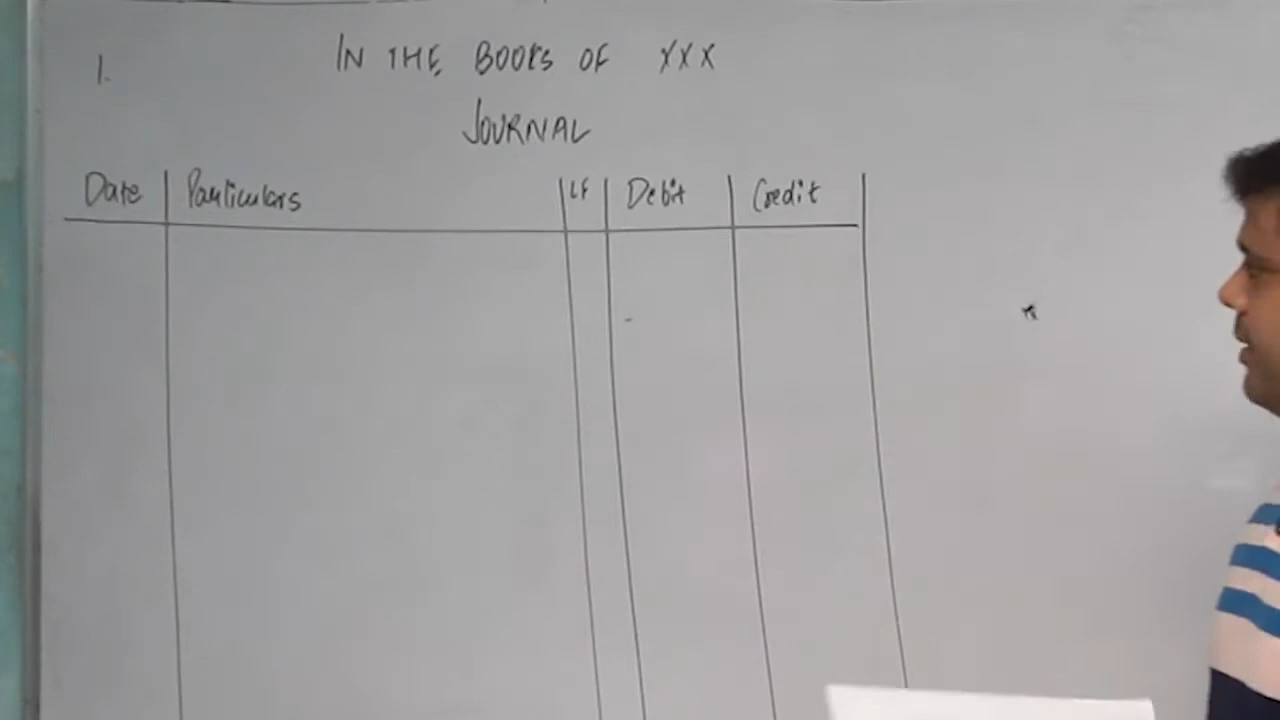 1.
IN THE BOOKS OF XXX
JOURNAL
Date Particulars LF Debit Credit